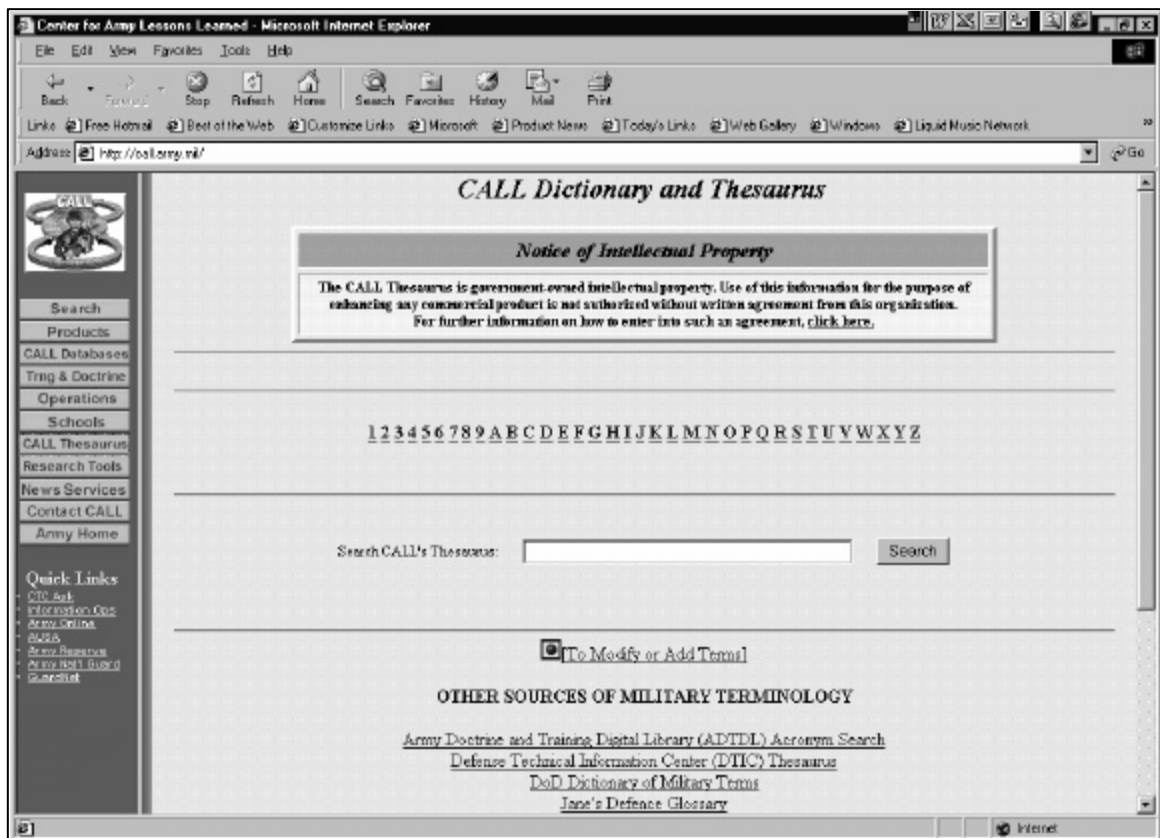 Center for Army Lessons Learned - Microsoft Internet Explorer
File Edit View Favorites Tools Help
Back Forward Stop Refresh Home Search Favorites History Mail Print
Links Free Hotmail Best of the Web Customize Links Microsoft Product News Today's Links Web Gallery Windows Liquid Music Network
Address http://call.army.mil/ Go
CALL
Search
Products
CALL Databases
Trng & Doctrine
Operations
Schools
CALL Thesaurus
Research Tools
News Services
Contact CALL
Army Home
Quick Links
CTC Ask
Information Ops
Army Online
AUSA
Army Reserve
Army Nat'l Guard
GuardNet
CALL Dictionary and Thesaurus
Notice of Intellectual Property
The CALL Thesaurus is government-owned intellectual property. Use of this information for the purpose of
enhancing any commercial product is not authorized without written agreement from this organization.
For further information on how to enter into such an agreement, click here.
1 2 3 4 5 6 7 8 9 A B C D E F G H I J K L M N O P Q R S T U V W X Y Z
Search CALL's Thesaurus: Search
[To Modify or Add Terms]
OTHER SOURCES OF MILITARY TERMINOLOGY
Army Doctrine and Training Digital Library (ADTDL) Acronym Search
Defense Technical Information Center (DTIC) Thesaurus
DoD Dictionary of Military Terms
Jane's Defence Glossary
Internet